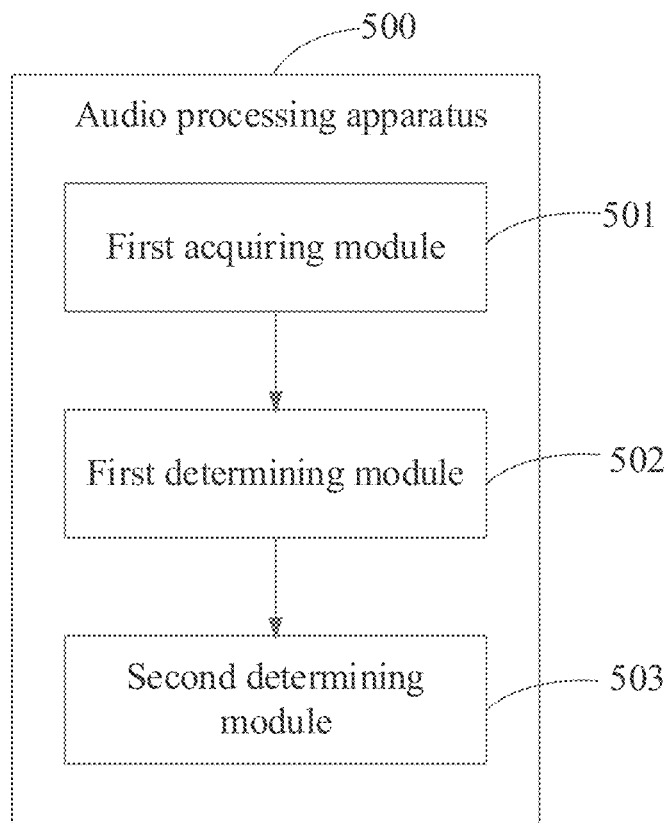 500
Audio processing apparatus
First acquiring module
501
First determining module
502
Second determining
module
503